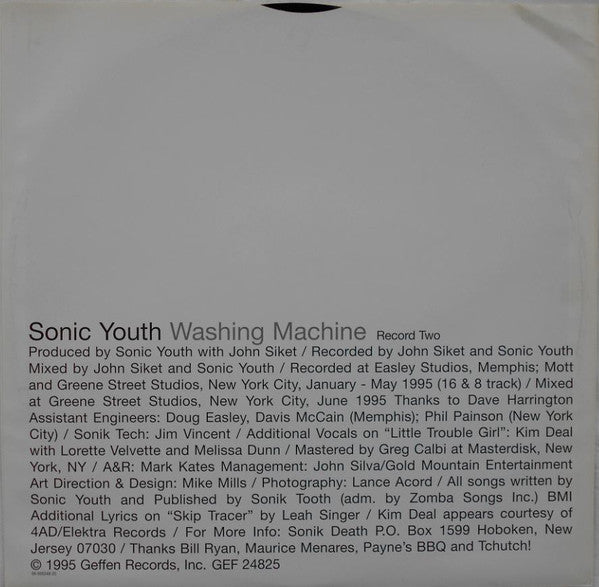 Sonic Youth Washing Machine Record Two
Produced by Sonic Youth with John Siket / Recorded by John Siket and Sonic Youth
Mixed by John Siket and Sonic Youth / Recorded at Easley Studios, Memphis; Mott
and Greene Street Studios, New York City, January - May 1995 (16 & 8 track) / Mixed
at Greene Street Studios, New York City, June 1995 Thanks to Dave Harrington
Assistant Engineers: Doug Easley, Davis McCain (Memphis); Phil Painson (New York
City) / Sonik Tech: Jim Vincent / Additional Vocals on “Little Trouble Girl”: Kim Deal
with Lorette Velvette and Melissa Dunn / Mastered by Greg Calbi at Masterdisk, New
York, NY / A&R: Mark Kates Management: John Silva/Gold Mountain Entertainment
Art Direction & Design: Mike Mills / Photography: Lance Acord / All songs written by
Sonic Youth and Published by Sonik Tooth (adm. by Zomba Songs Inc.) BMI
Additional Lyrics on “Skip Tracer” by Leah Singer / Kim Deal appears courtesy of
4AD/Elektra Records / For More Info: Sonik Death P.O. Box 1599 Hoboken, New
Jersey 07030 / Thanks Bill Ryan, Maurice Menares, Payne's BBQ and Tchutch!
© 1995 Geffen Records, Inc. GEF 24825